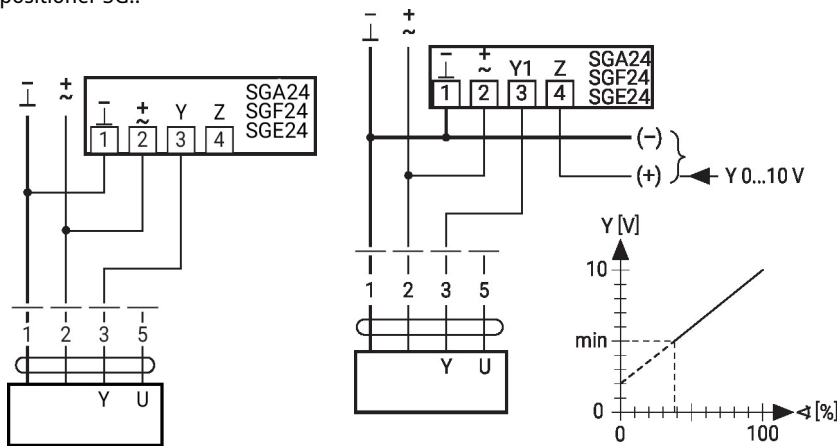 positioner SG..
– +
⊥ ~
SGA24
SGF24
SGE24
– +
⊥ ~ Y Z
1 2 3 4
1 2 3 5
Y U
– +
⊥ ~
SGA24
SGF24
SGE24
– +
⊥ ~ Y1 Z
1 2 3 4
(–)
(+)
Y 0...10 V
1 2 3 5
Y U
Y [V]
10
min
0
0 100
∢ [%]